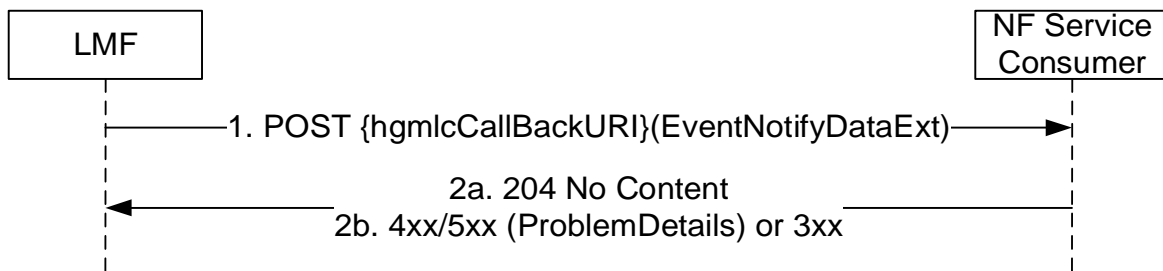 LMF
NF Service
Consumer
1. POST {hgmlcCallBackURI}(EventNotifyDataExt)
2a. 204 No Content
2b. 4xx/5xx (ProblemDetails) or 3xx